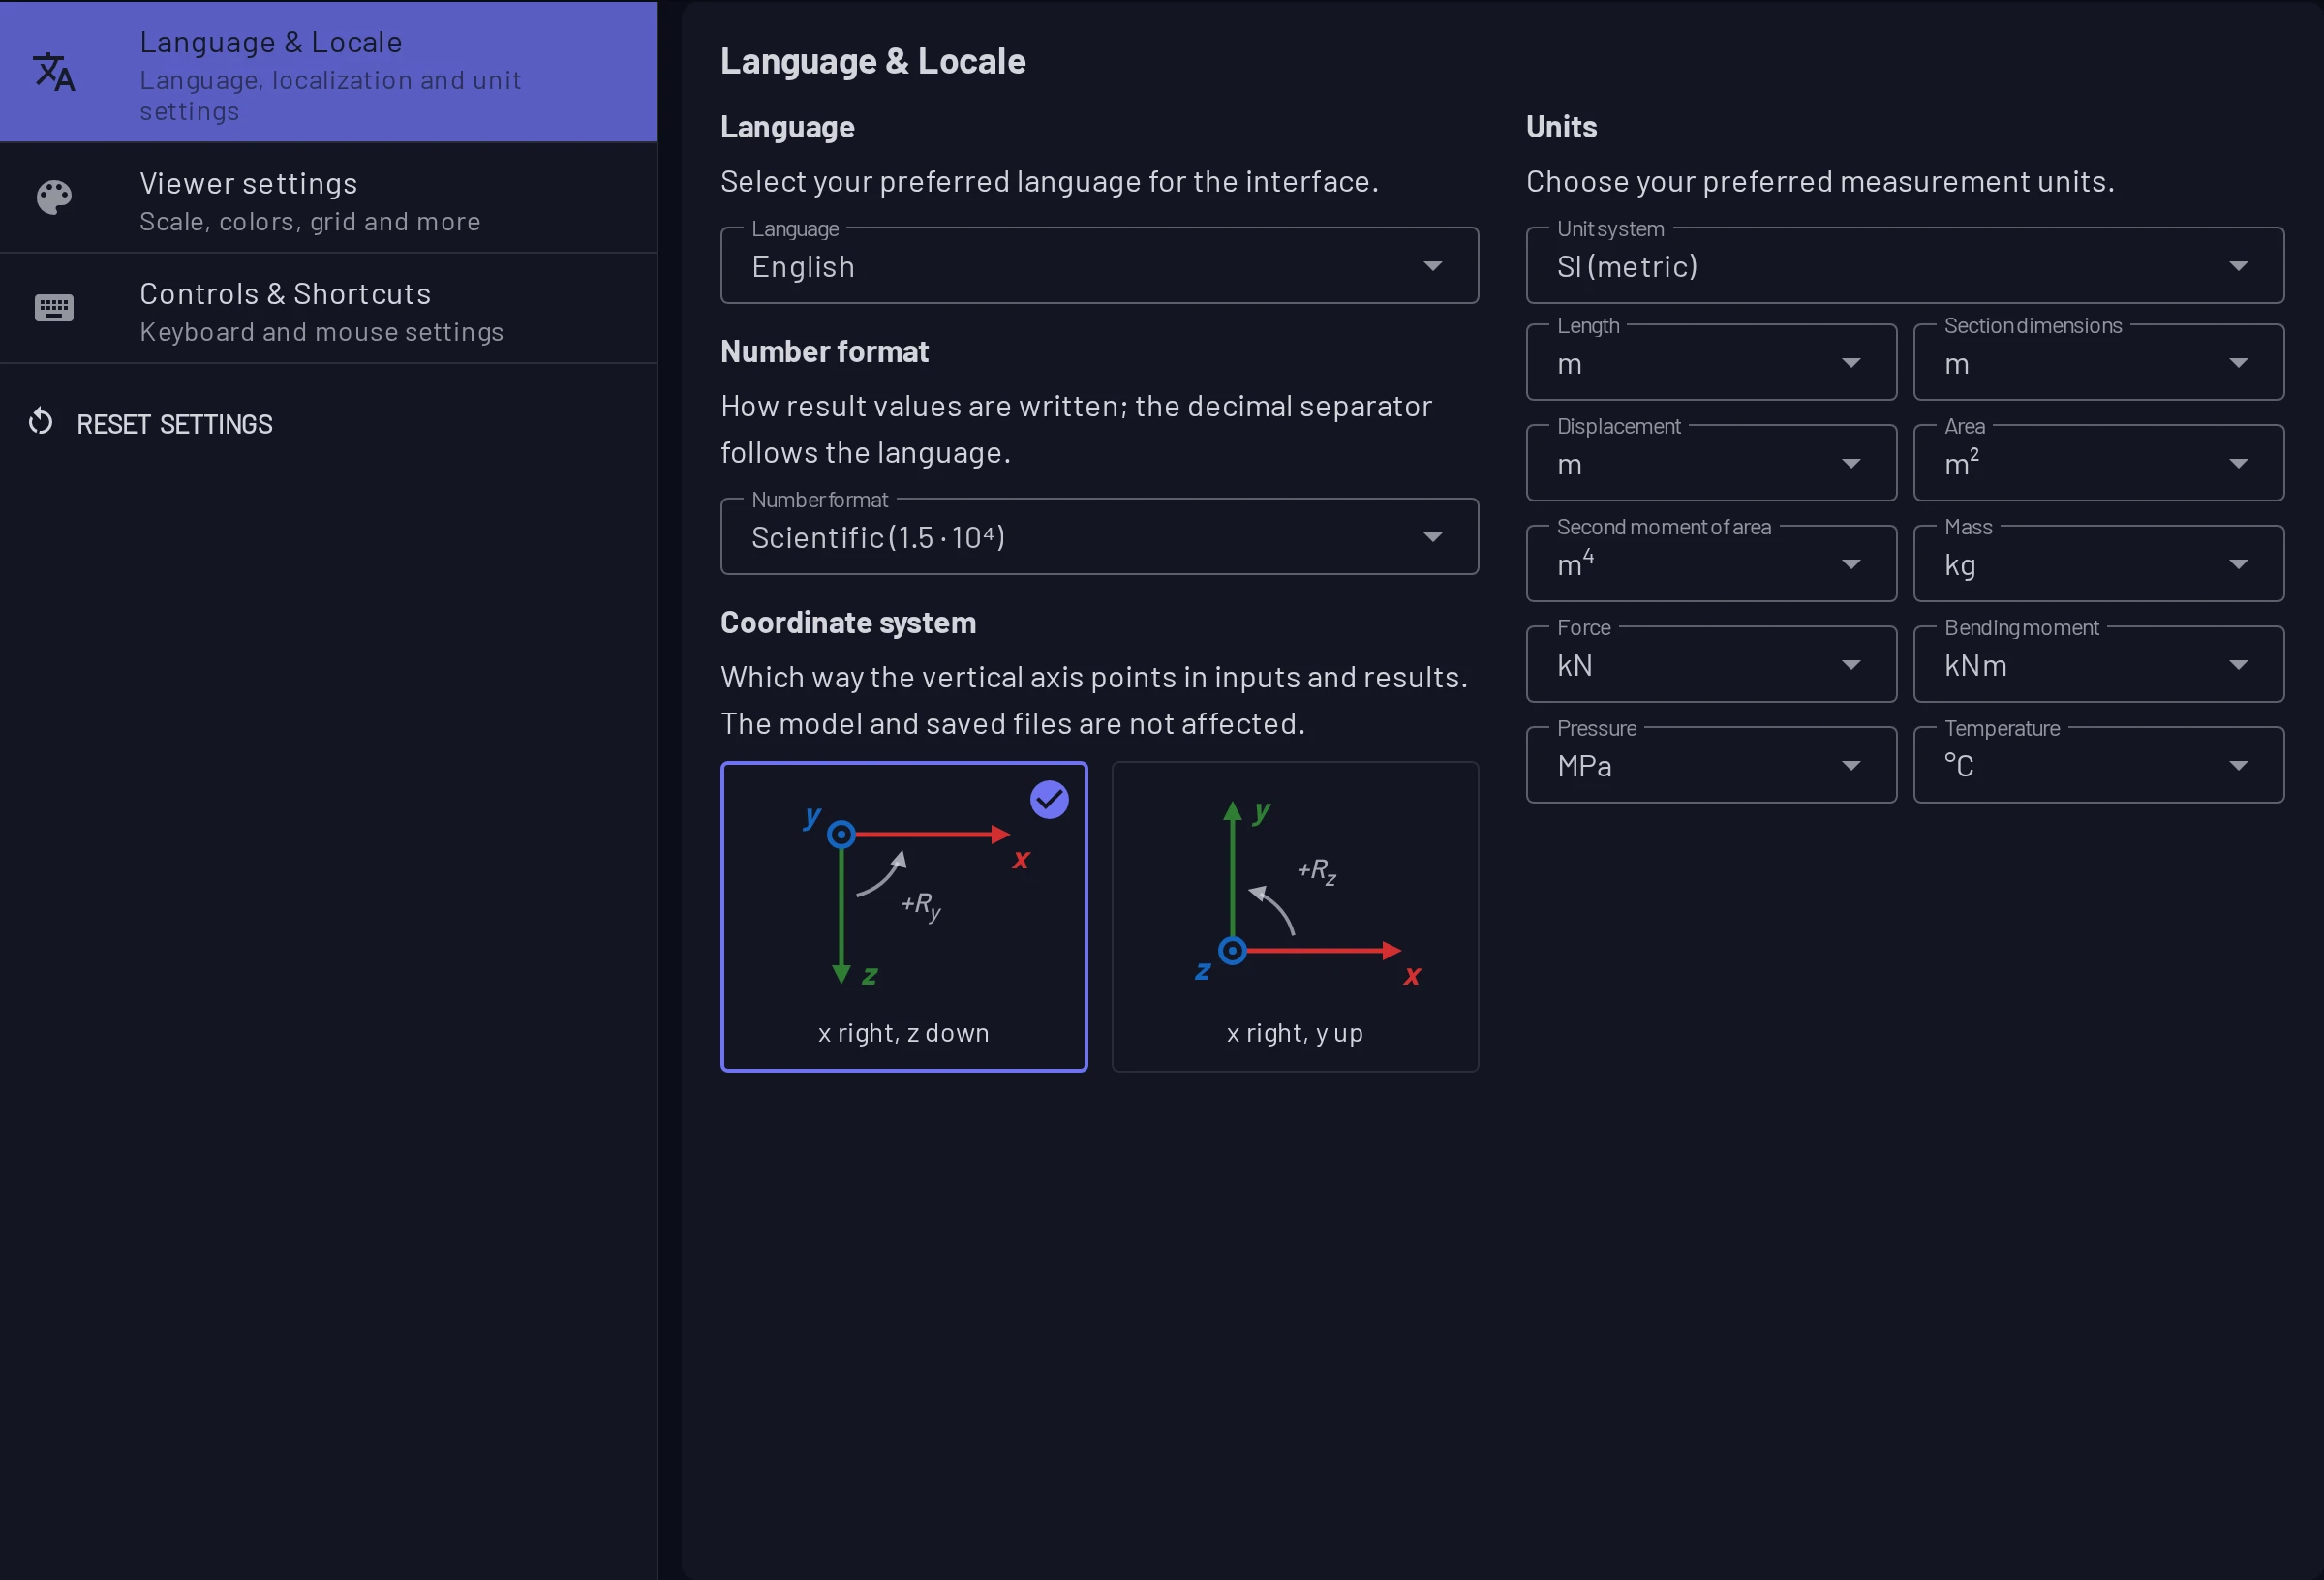 Language & Locale
Language, localization and unit
settings
Viewer settings
Scale, colors, grid and more
Controls & Shortcuts
Keyboard and mouse settings
RESET SETTINGS
Language & Locale
Language
Select your preferred language for the interface.
Language
English
Number format
How result values are written; the decimal separator
follows the language.
Number format
Scientific (1.5 · 10⁴)
Coordinate system
Which way the vertical axis points in inputs and results.
The model and saved files are not affected.
y
x
+Ry
z
x right, z down
y
+Rz
z
x
x right, y up
Units
Choose your preferred measurement units.
Unit system
SI (metric)
Length
m
Section dimensions
m
Displacement
m
Area
m²
Second moment of area
m⁴
Mass
kg
Force
kN
Bending moment
kNm
Pressure
MPa
Temperature
°C